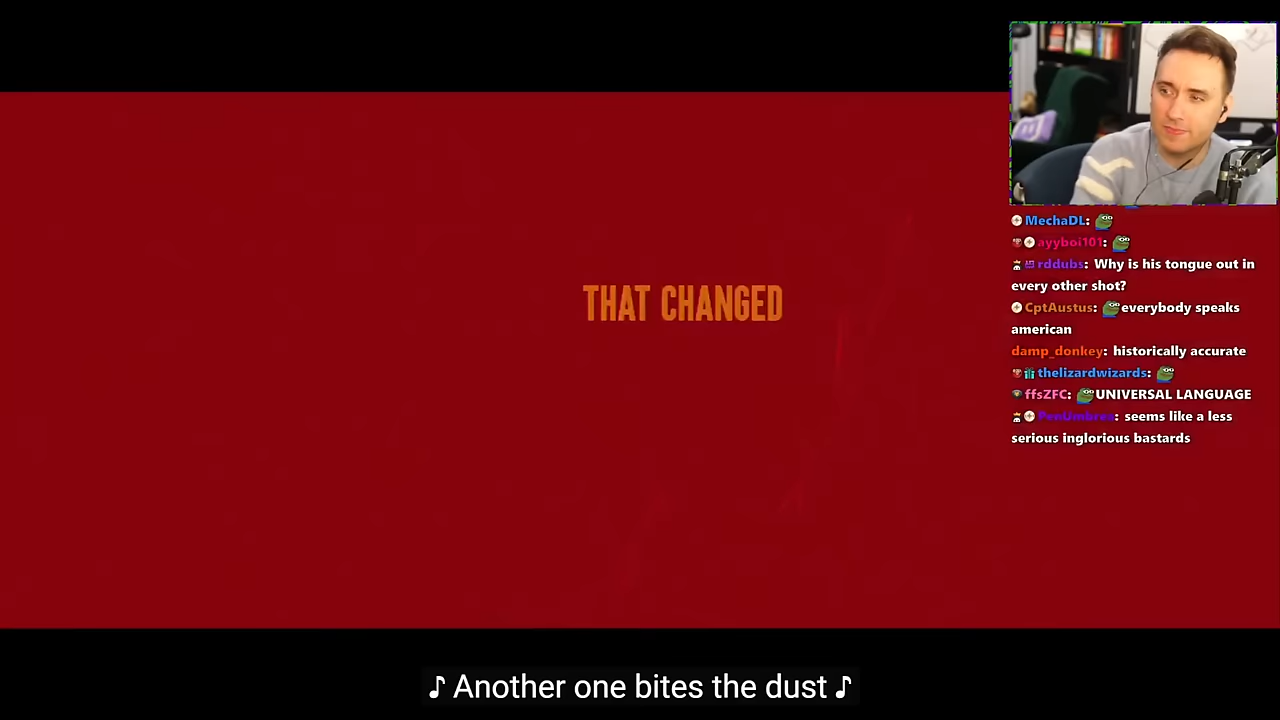 THAT CHANGED
MechaDL:
ayyboi101:
rddubs: Why is his tongue out in
every other shot?
CptAustus: everybody speaks
american
damp_donkey: historically accurate
thelizardwizards:
ffsZFC: UNIVERSAL LANGUAGE
PenUmbrex: seems like a less
serious inglorious bastards
♪ Another one bites the dust ♪